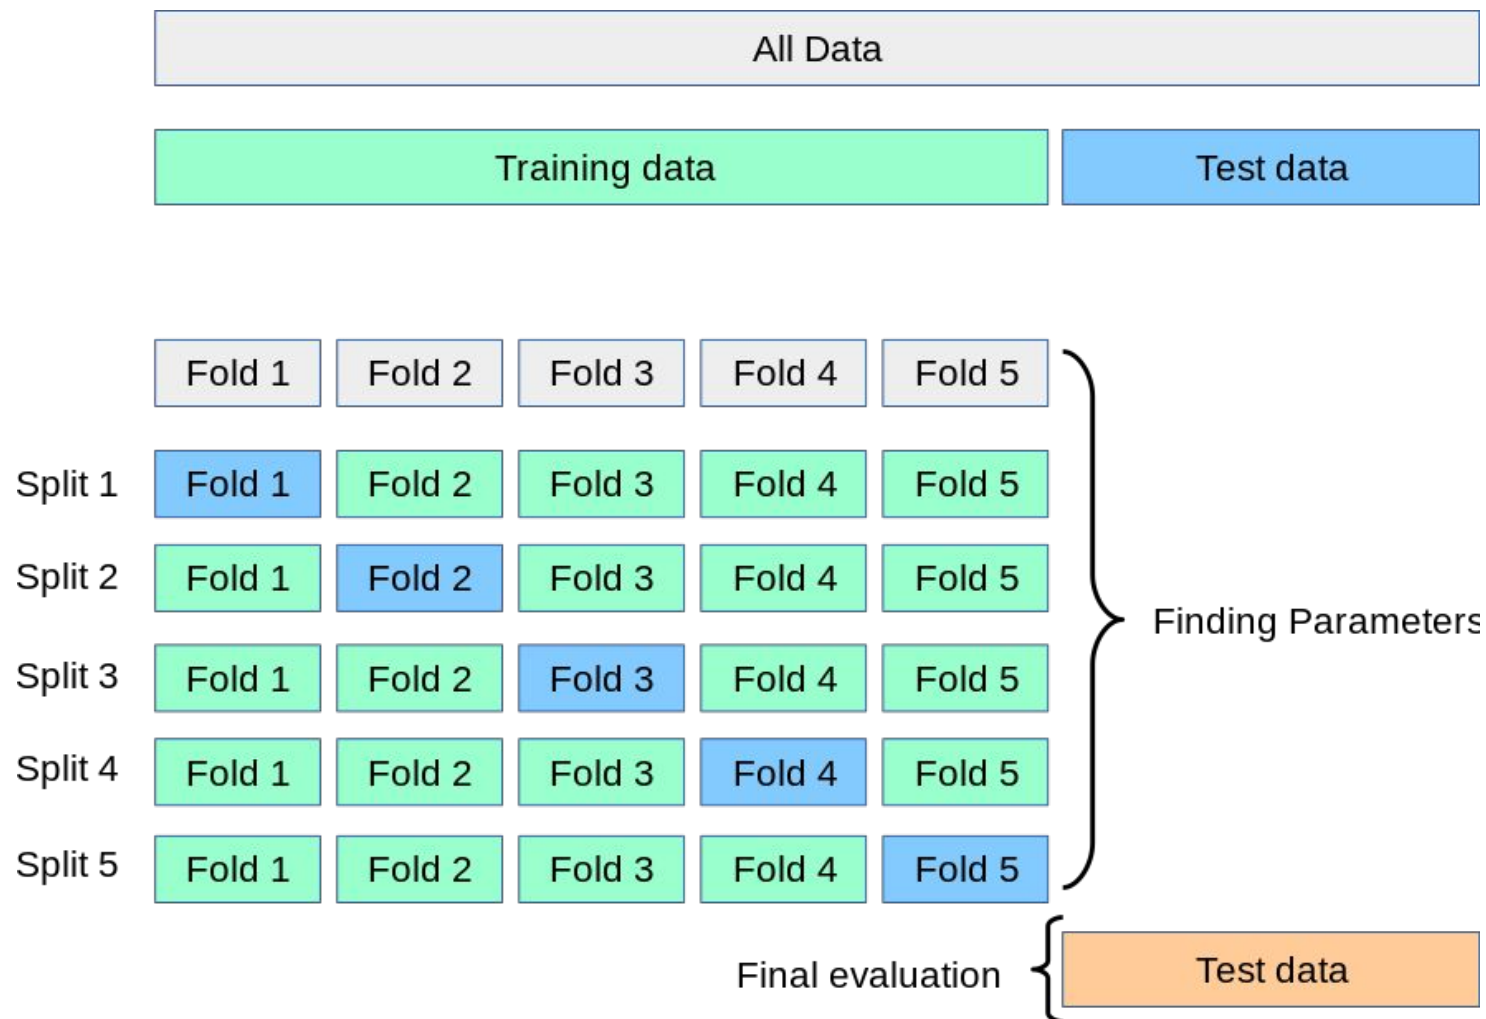 All Data
Training data Test data
Fold 1 Fold 2 Fold 3 Fold 4 Fold 5
Split 1 Fold 1 Fold 2 Fold 3 Fold 4 Fold 5
Split 2 Fold 1 Fold 2 Fold 3 Fold 4 Fold 5
Finding Parameters
Split 3 Fold 1 Fold 2 Fold 3 Fold 4 Fold 5
Split 4 Fold 1 Fold 2 Fold 3 Fold 4 Fold 5
Split 5 Fold 1 Fold 2 Fold 3 Fold 4 Fold 5
Final evaluation Test data